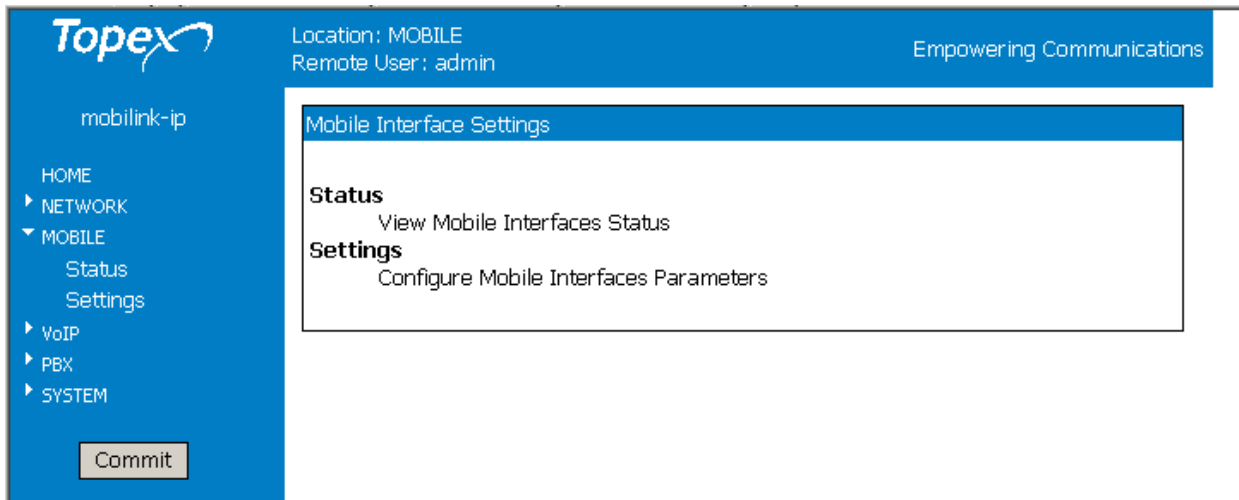 Topex
Location: MOBILE
Remote User: admin
Empowering Communications
mobilink-ip
HOME
NETWORK
MOBILE
Status
Settings
VoIP
PBX
SYSTEM
Commit
Mobile Interface Settings
Status
View Mobile Interfaces Status
Settings
Configure Mobile Interfaces Parameters